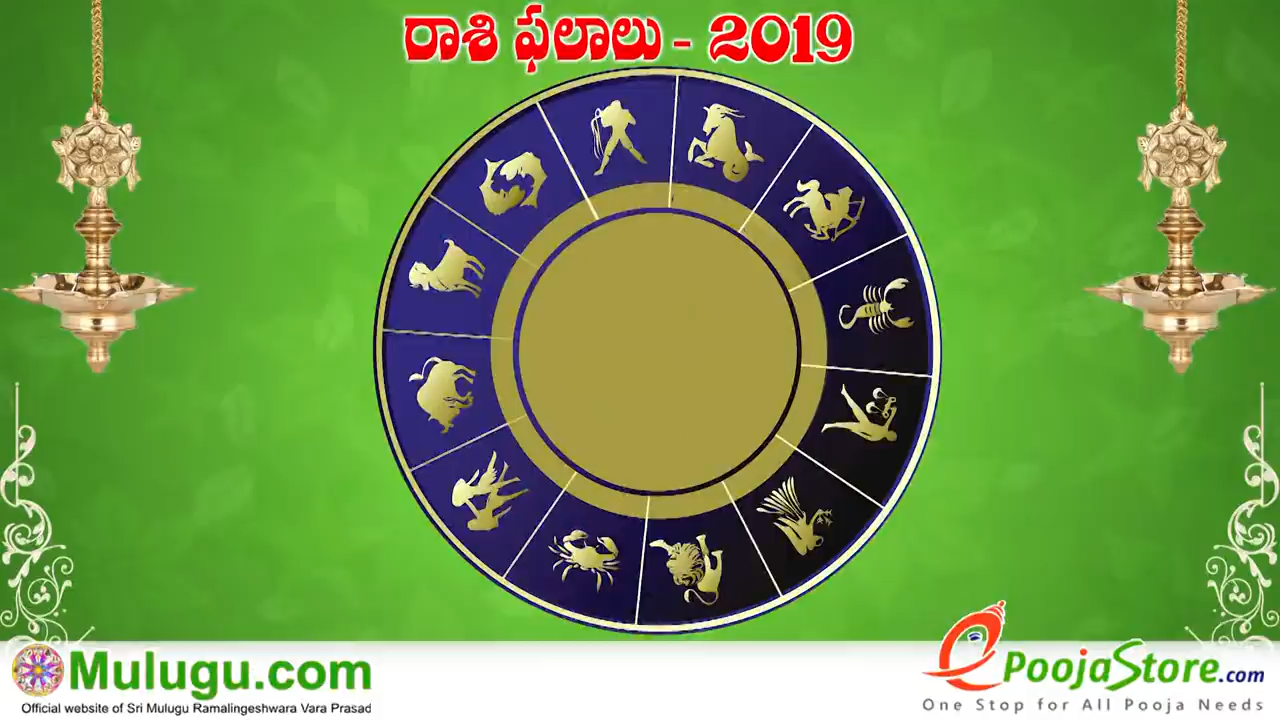 రాశి ఫలాలు - 2019
Mulugu.com
Official website of Sri Mulugu Ramalingeshwara Vara Prasad
ePoojaStore.com
One Stop for All Pooja Needs